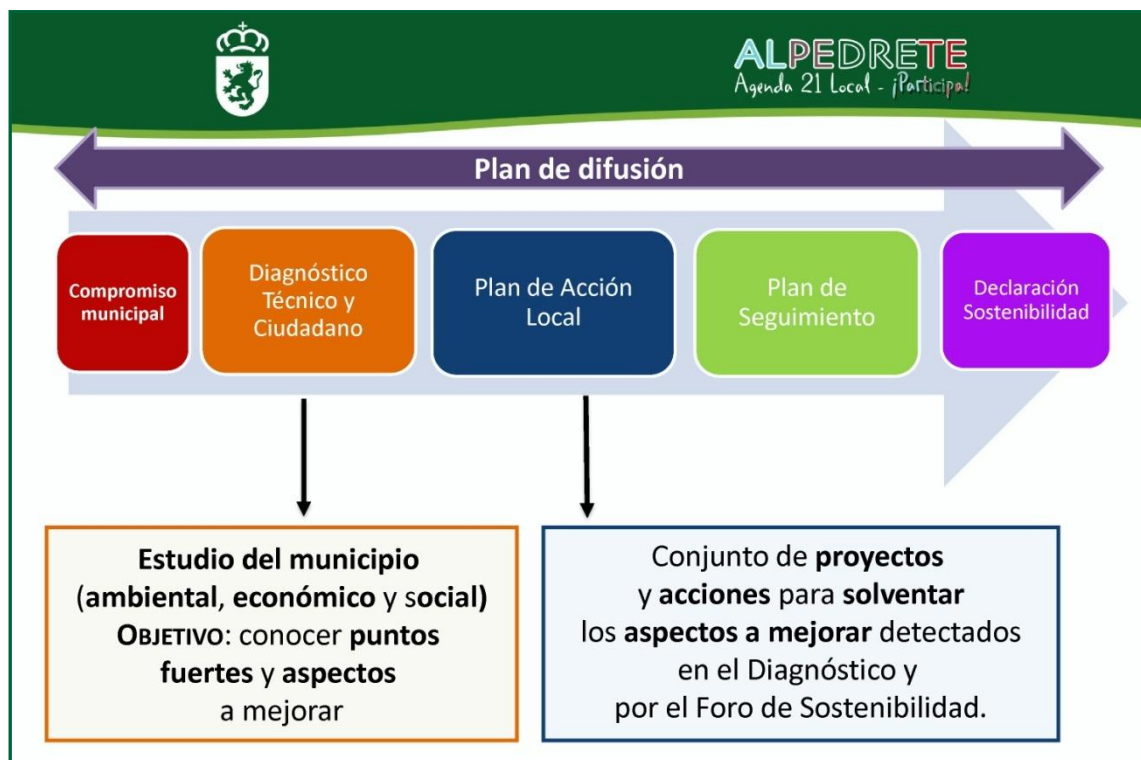 ALPEDRETE
Agenda 21 Local - ¡Participa!
Plan de difusión
Compromiso
municipal
Diagnóstico
Técnico y
Ciudadano
Plan de Acción
Local
Plan de
Seguimiento
Declaración
Sostenibilidad
Estudio del municipio
(ambiental, económico y social)
OBJETIVO: conocer puntos
fuertes y aspectos
a mejorar
Conjunto de proyectos
y acciones para solventar
los aspectos a mejorar detectados
en el Diagnóstico y
por el Foro de Sostenibilidad.